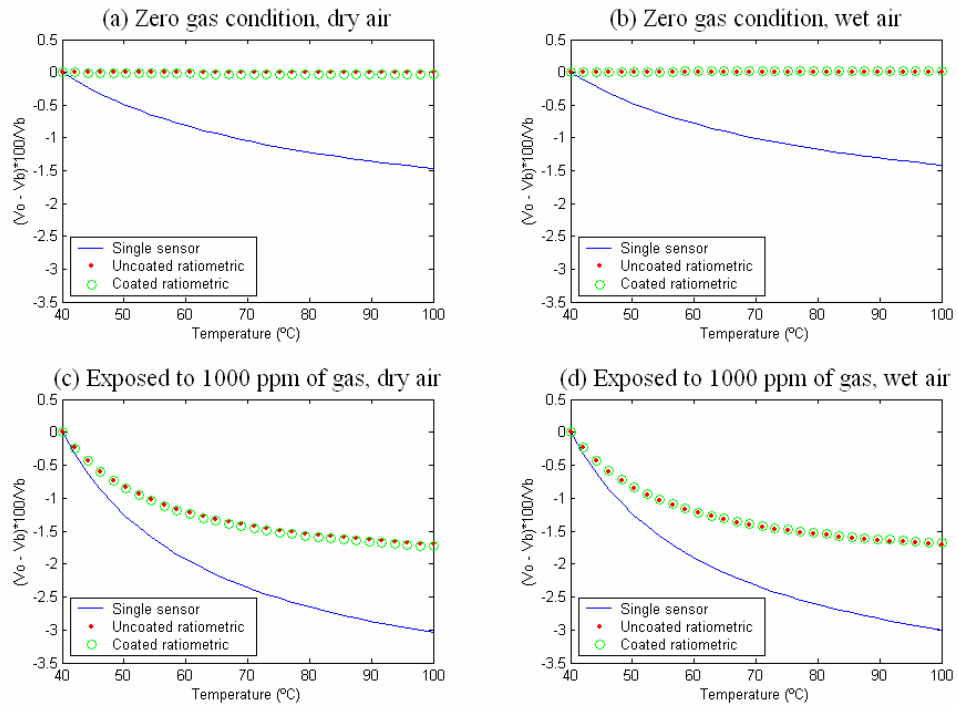 (a) Zero gas condition, dry air
0.5
0
-0.5
-1
-1.5
-2
-2.5
-3
-3.5
(Vo - Vb)*100/Vb
Single sensor
Uncoated ratiometric
Coated ratiometric
40 50 60 70 80 90 100
Temperature (ºC)
(b) Zero gas condition, wet air
0.5
0
-0.5
-1
-1.5
-2
-2.5
-3
-3.5
(Vo - Vb)*100/Vb
Single sensor
Uncoated ratiometric
Coated ratiometric
40 50 60 70 80 90 100
Temperature (ºC)
(c) Exposed to 1000 ppm of gas, dry air
0.5
0
-0.5
-1
-1.5
-2
-2.5
-3
-3.5
(Vo - Vb)*100/Vb
Single sensor
Uncoated ratiometric
Coated ratiometric
40 50 60 70 80 90 100
Temperature (ºC)
(d) Exposed to 1000 ppm of gas, wet air
0.5
0
-0.5
-1
-1.5
-2
-2.5
-3
-3.5
(Vo - Vb)*100/Vb
Single sensor
Uncoated ratiometric
Coated ratiometric
40 50 60 70 80 90 100
Temperature (ºC)